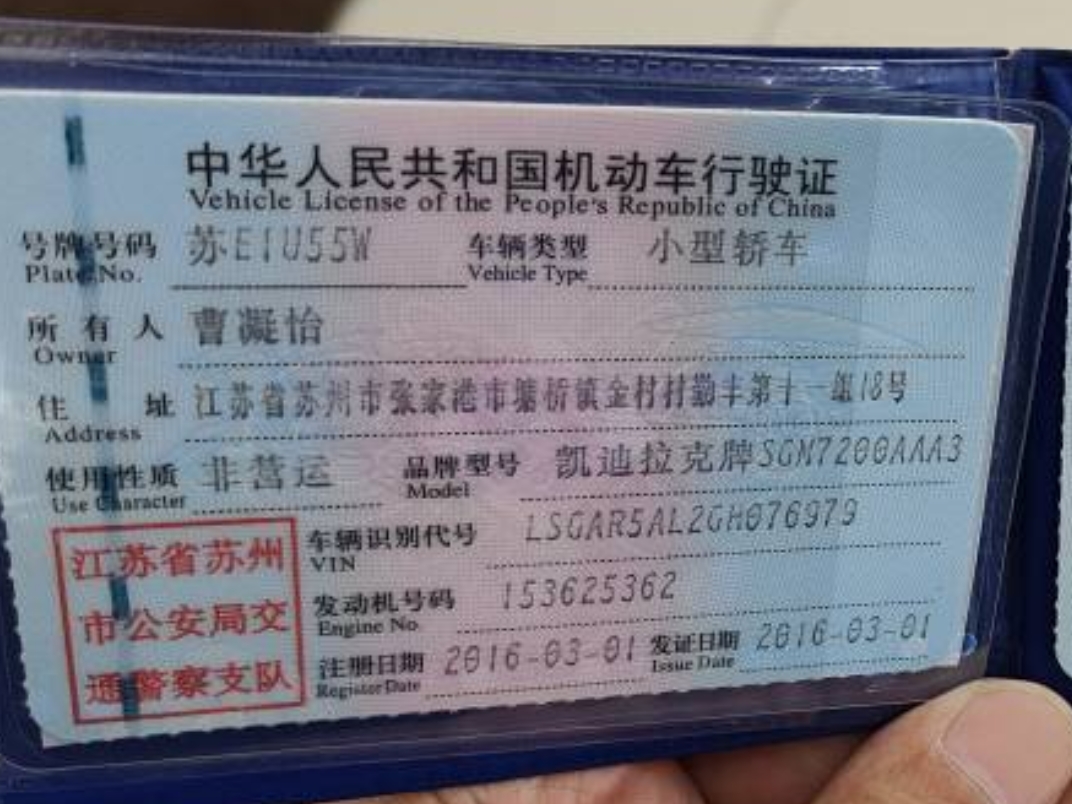 中华人民共和国机动车行驶证
Vehicle License of the People's Republic of China
号牌号码 苏E1U55W 车辆类型 小型轿车
Plate No. Vehicle Type
所有人 曹凝怡
Owner
住址 江苏省苏州市张家港市塘桥镇金村村勤丰第十一组18号
Address
使用性质 非营运 品牌型号 凯迪拉克牌SGM7200AAA3
Use Character Model
车辆识别代号 LSGAR5AL2GH076979
VIN
发动机号码 153625362
Engine No.
注册日期 2016-03-01 发证日期 2016-03-01
Register Date Issue Date
江苏省苏州
市公安局交
通警察支队